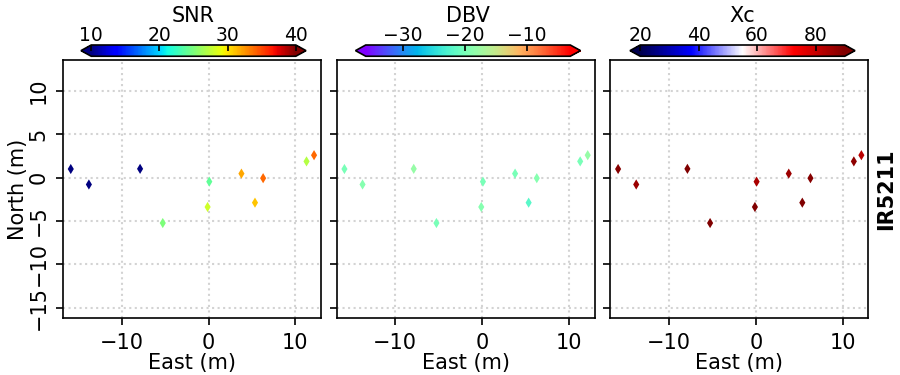 SNR DBV Xc
10 20 30 40 −30 −20 −10 20 40 60 80
North (m)
10
5
0
−5
−10
−15
IR5211
−10 0 10 −10 0 10 −10 0 10
East (m) East (m) East (m)